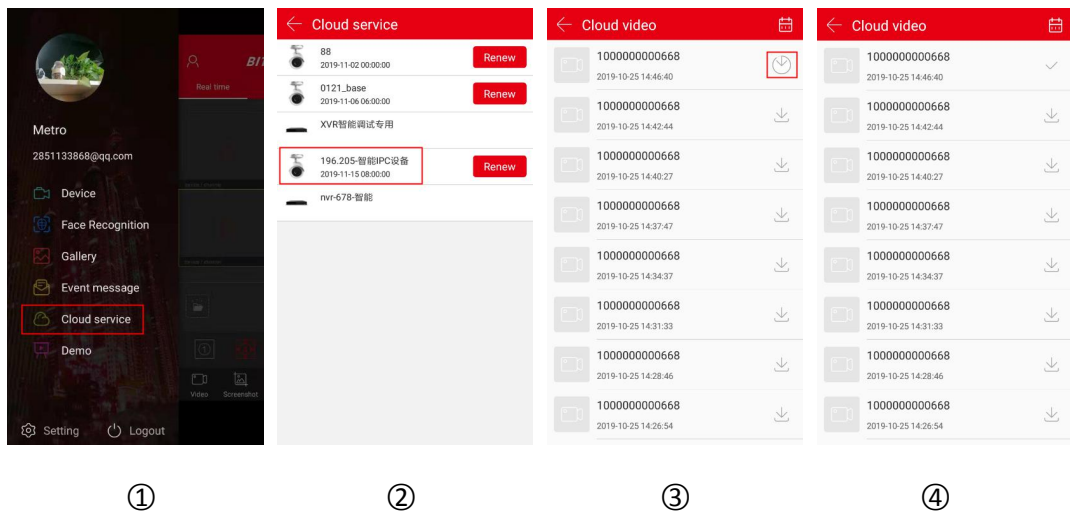 Metro
2851133868@qq.com
Device
Face Recognition
Gallery
Event message
Cloud service
Demo
Setting
Logout
Real time
Video
Screenshot
①
Cloud service
88
2019-11-02 00:00:00
Renew
0121_base
2019-11-06 06:00:00
Renew
XVR智能调试专用
196.205-智能IPC设备
2019-11-15 08:00:00
Renew
nvr-678-智能
②
Cloud video
1000000000668
2019-10-25 14:46:40
1000000000668
2019-10-25 14:42:44
1000000000668
2019-10-25 14:40:27
1000000000668
2019-10-25 14:37:47
1000000000668
2019-10-25 14:34:37
1000000000668
2019-10-25 14:31:33
1000000000668
2019-10-25 14:28:46
1000000000668
2019-10-25 14:26:54
③
Cloud video
1000000000668
2019-10-25 14:46:40
1000000000668
2019-10-25 14:42:44
1000000000668
2019-10-25 14:40:27
1000000000668
2019-10-25 14:37:47
1000000000668
2019-10-25 14:34:37
1000000000668
2019-10-25 14:31:33
1000000000668
2019-10-25 14:28:46
1000000000668
2019-10-25 14:26:54
④